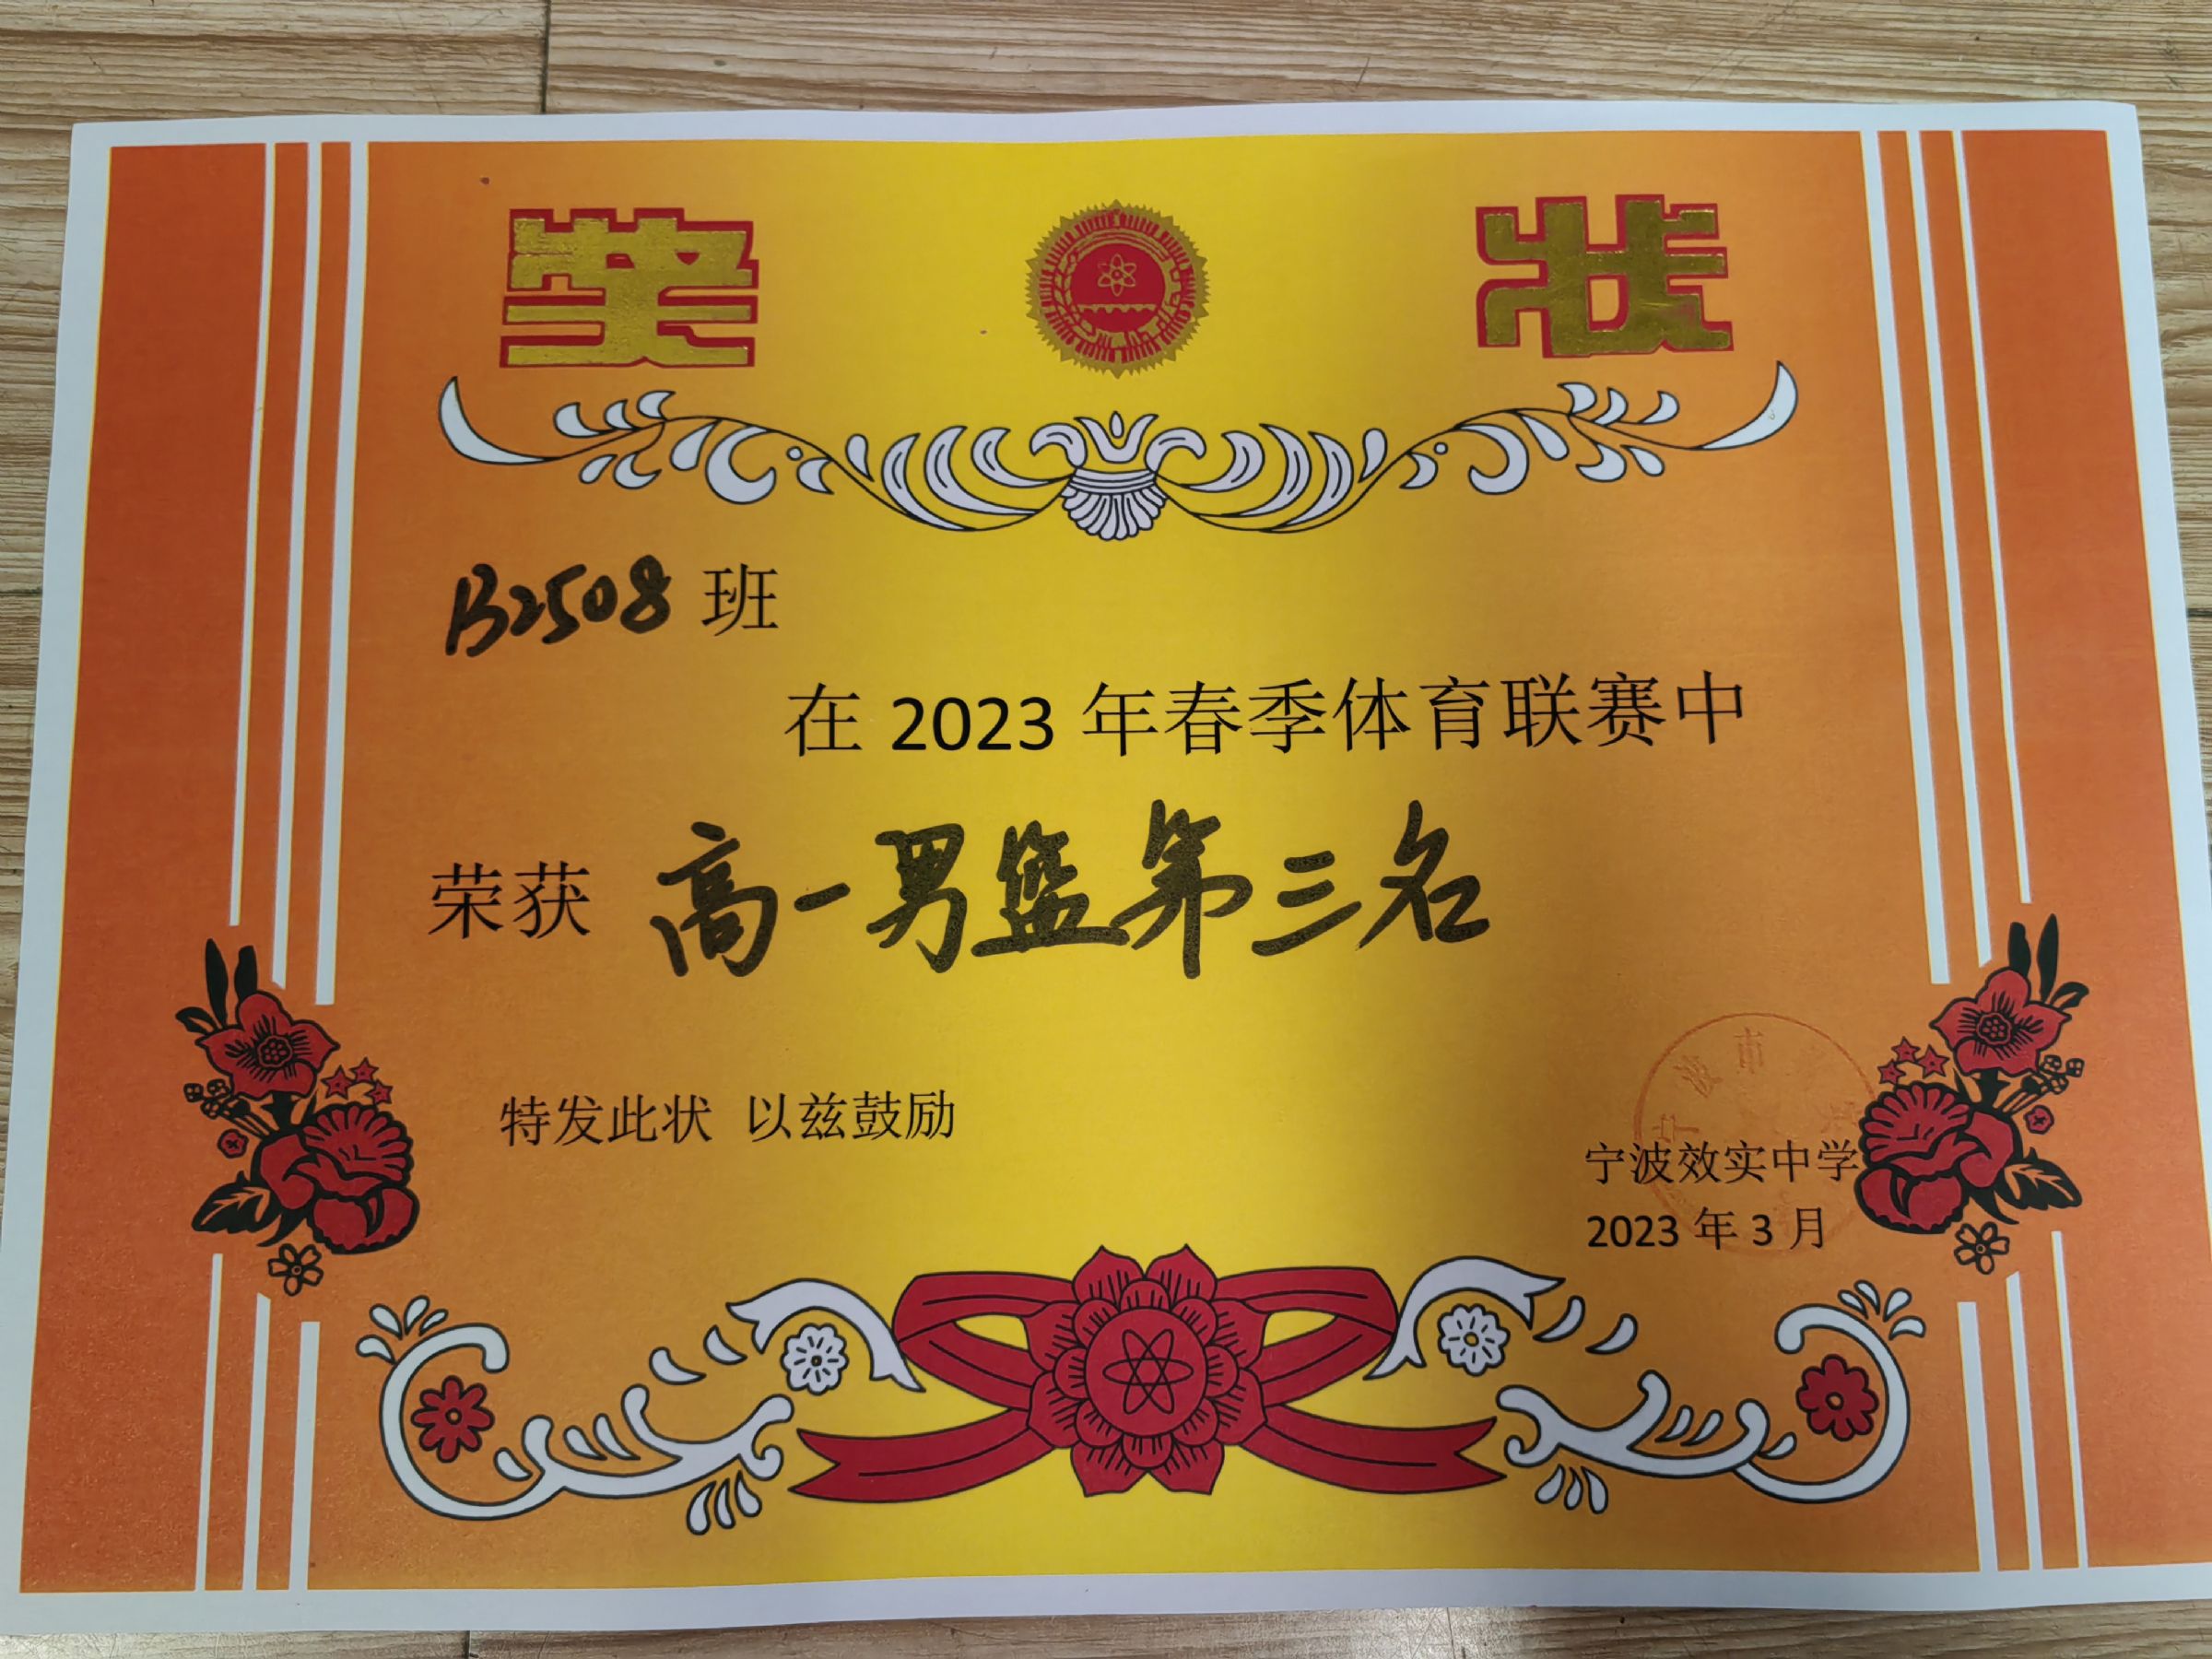 奖 状
B2508 班
在 2023 年春季体育联赛中
荣获 高一男篮第三名
特发此状 以兹鼓励
宁波效实中学
2023 年 3 月